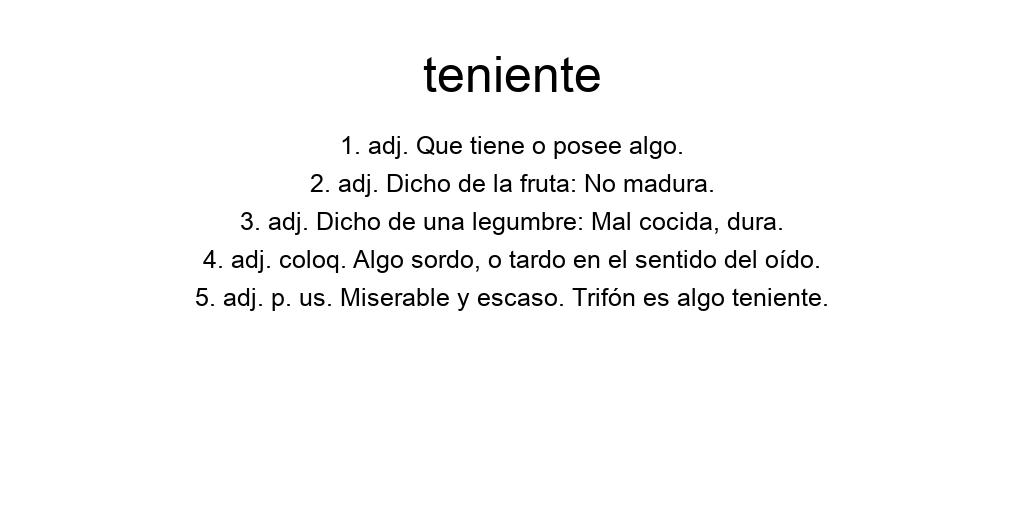 teniente
1. adj. Que tiene o posee algo.
2. adj. Dicho de la fruta: No madura.
3. adj. Dicho de una legumbre: Mal cocida, dura.
4. adj. coloq. Algo sordo, o tardo en el sentido del oído.
5. adj. p. us. Miserable y escaso. Trifón es algo teniente.